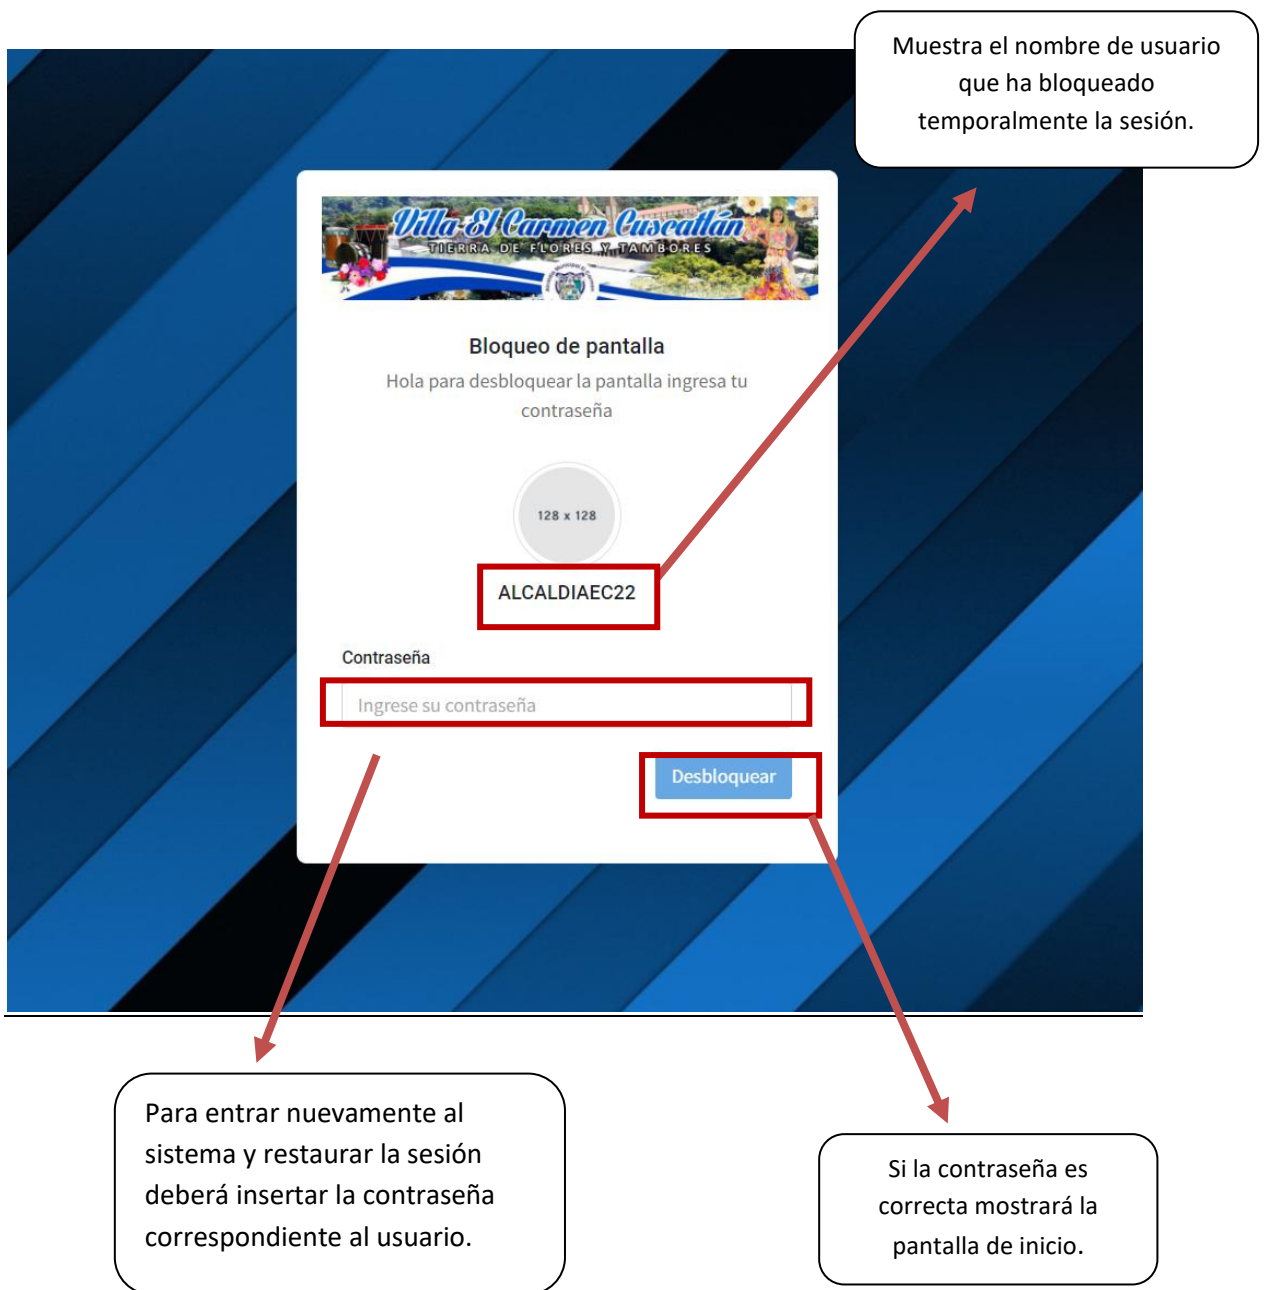 Muestra el nombre de usuario
que ha bloqueado
temporalmente la sesión.
Villa El Carmen Cuscatlán
TIERRA DE FLORES Y TAMBORES
Bloqueo de pantalla
Hola para desbloquear la pantalla ingresa tu
contraseña
128 x 128
ALCALDIAEC22
Contraseña
Ingrese su contraseña
Desbloquear
Para entrar nuevamente al
sistema y restaurar la sesión
deberá insertar la contraseña
correspondiente al usuario.
Si la contraseña es
correcta mostrará la
pantalla de inicio.